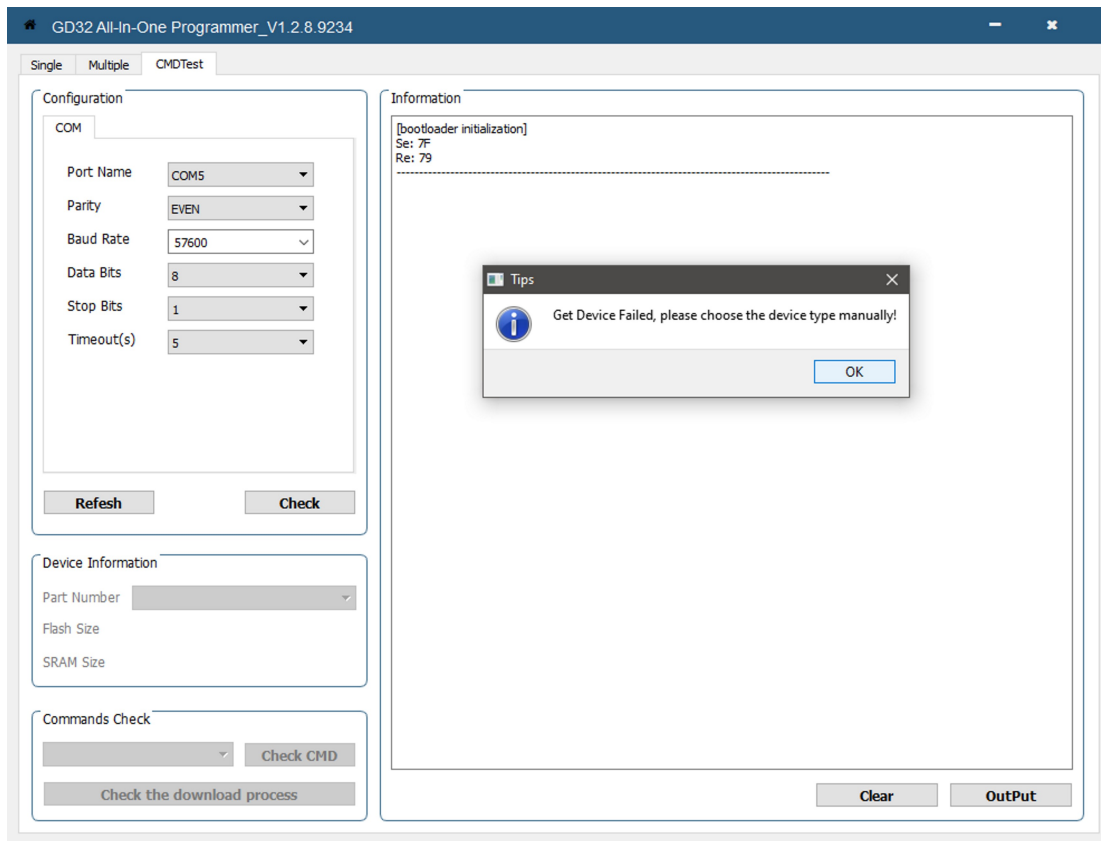 GD32 All-In-One Programmer_V1.2.8.9234
Single Multiple CMDTest
Configuration
COM
Port Name COM5
Parity EVEN
Baud Rate 57600
Data Bits 8
Stop Bits 1
Timeout(s) 5
Refesh Check
Device Information
Part Number
Flash Size
SRAM Size
Commands Check
Check CMD
Check the download process
Information
[bootloader initialization]
Se: 7F
Re: 79
----------------------------------------------------------------------------------------------------
Tips
Get Device Failed, please choose the device type manually!
OK
Clear OutPut